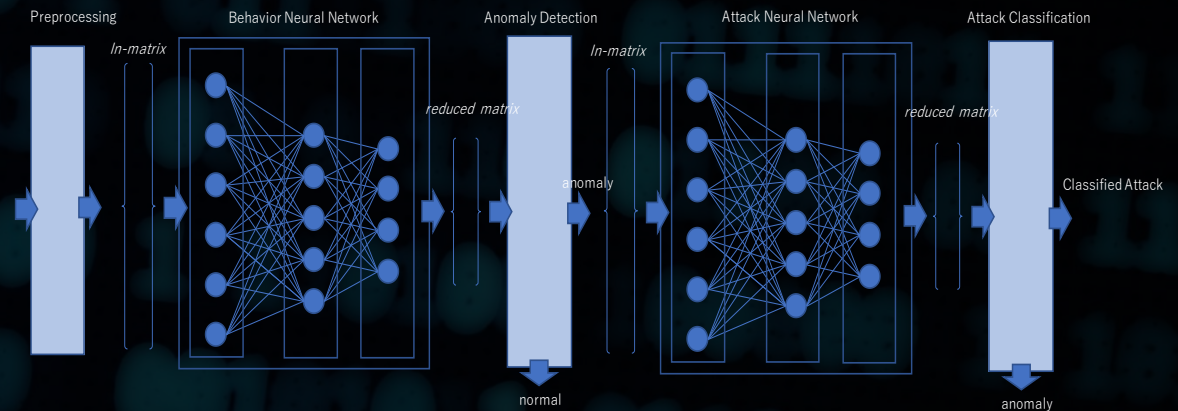 Preprocessing
Behavior Neural Network
Anomaly Detection
Attack Neural Network
Attack Classification
In-matrix
In-matrix
reduced matrix
reduced matrix
anomaly
Classified Attack
normal
anomaly